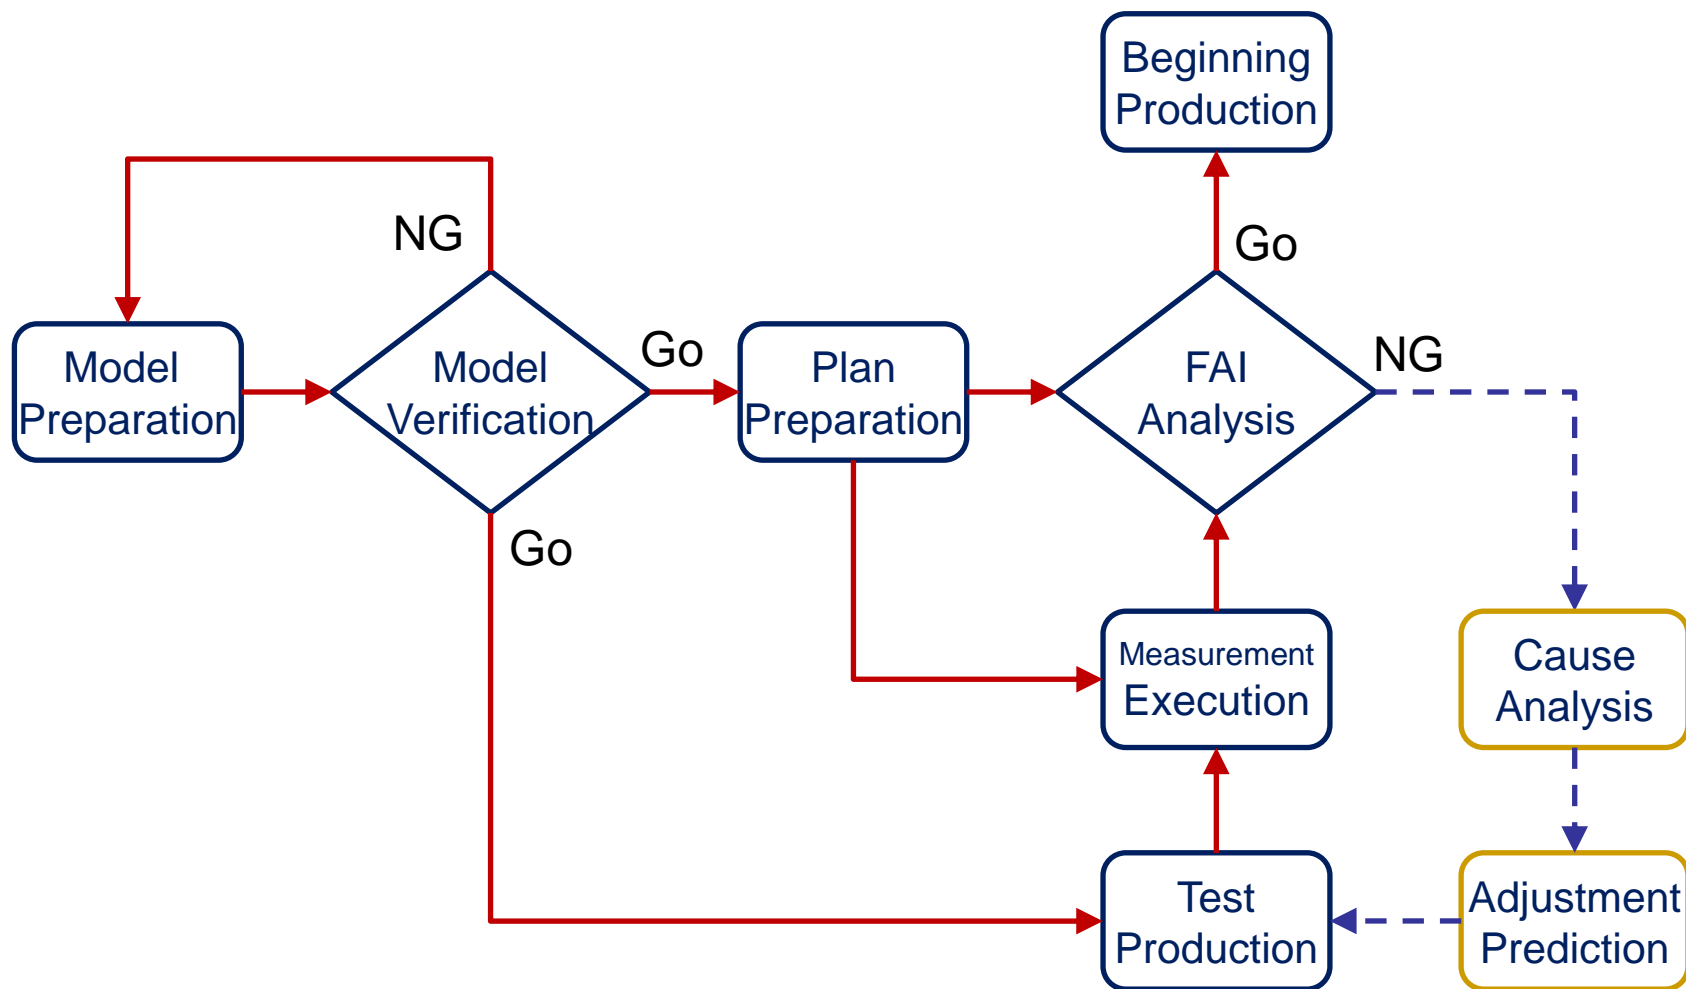 Beginning
Production
NG
Go
Model
Preparation
Model
Verification
Go
Plan
Preparation
FAI
Analysis
NG
Go
Measurement
Execution
Cause
Analysis
Test
Production
Adjustment
Prediction